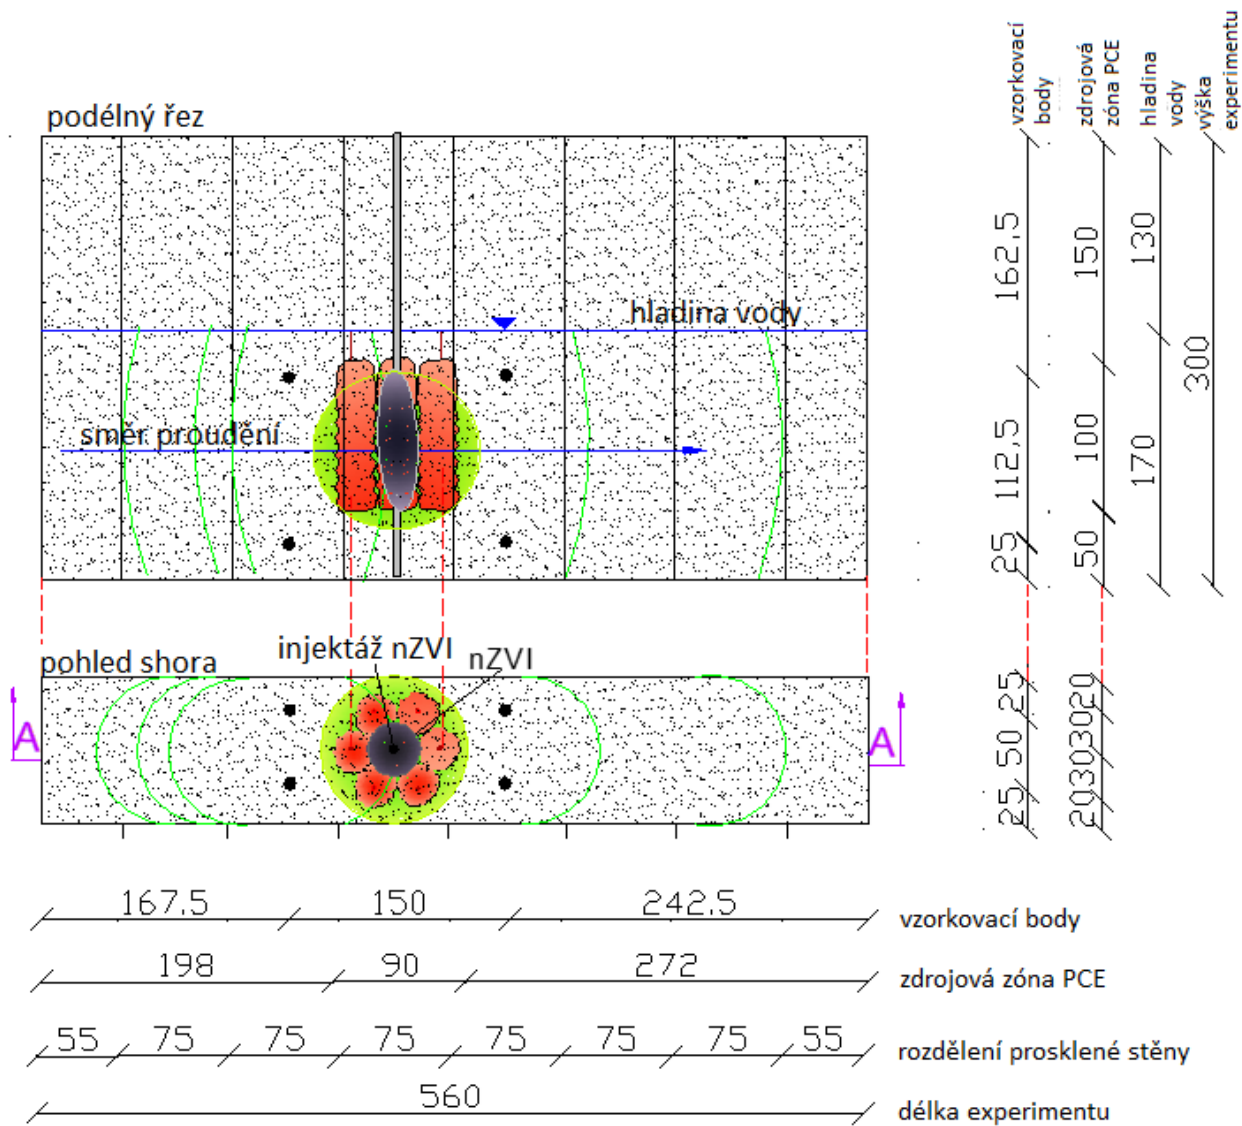 vzorkovací
body
zdrojová
zóna PCE
hladina
vody
výška
experimentu
podélný řez
hladina vody
směr proudění
162.5
150
130
112.5
100
170
300
25
50
injektáž nZVI
nZVI
pohled shora
A
A
25
50
25
20
30
30
20
167.5
150
242.5
vzorkovací body
198
90
272
zdrojová zóna PCE
55
75
75
75
75
75
75
55
rozdělení prosklené stěny
560
délka experimentu